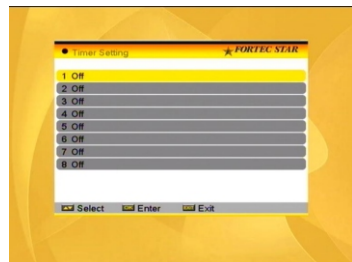 Timer Setting FORTEC STAR
1 Off
2 Off
3 Off
4 Off
5 Off
6 Off
7 Off
8 Off
Select Enter Exit